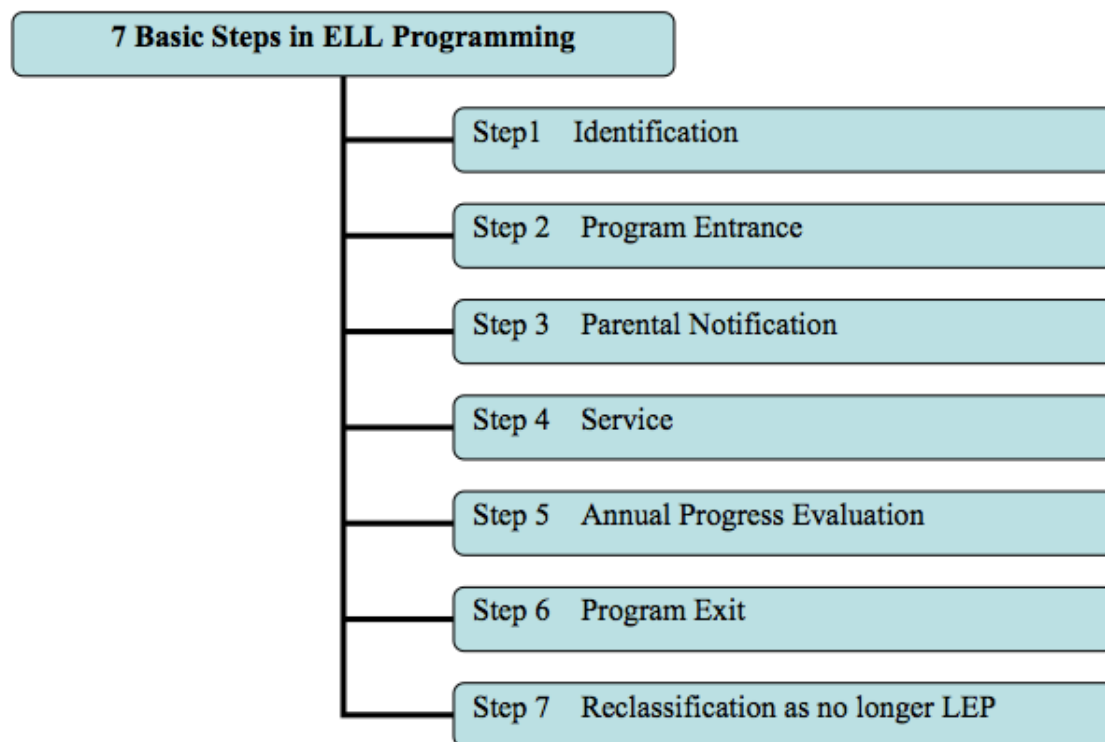 7 Basic Steps in ELL Programming
Step1 Identification
Step 2 Program Entrance
Step 3 Parental Notification
Step 4 Service
Step 5 Annual Progress Evaluation
Step 6 Program Exit
Step 7 Reclassification as no longer LEP